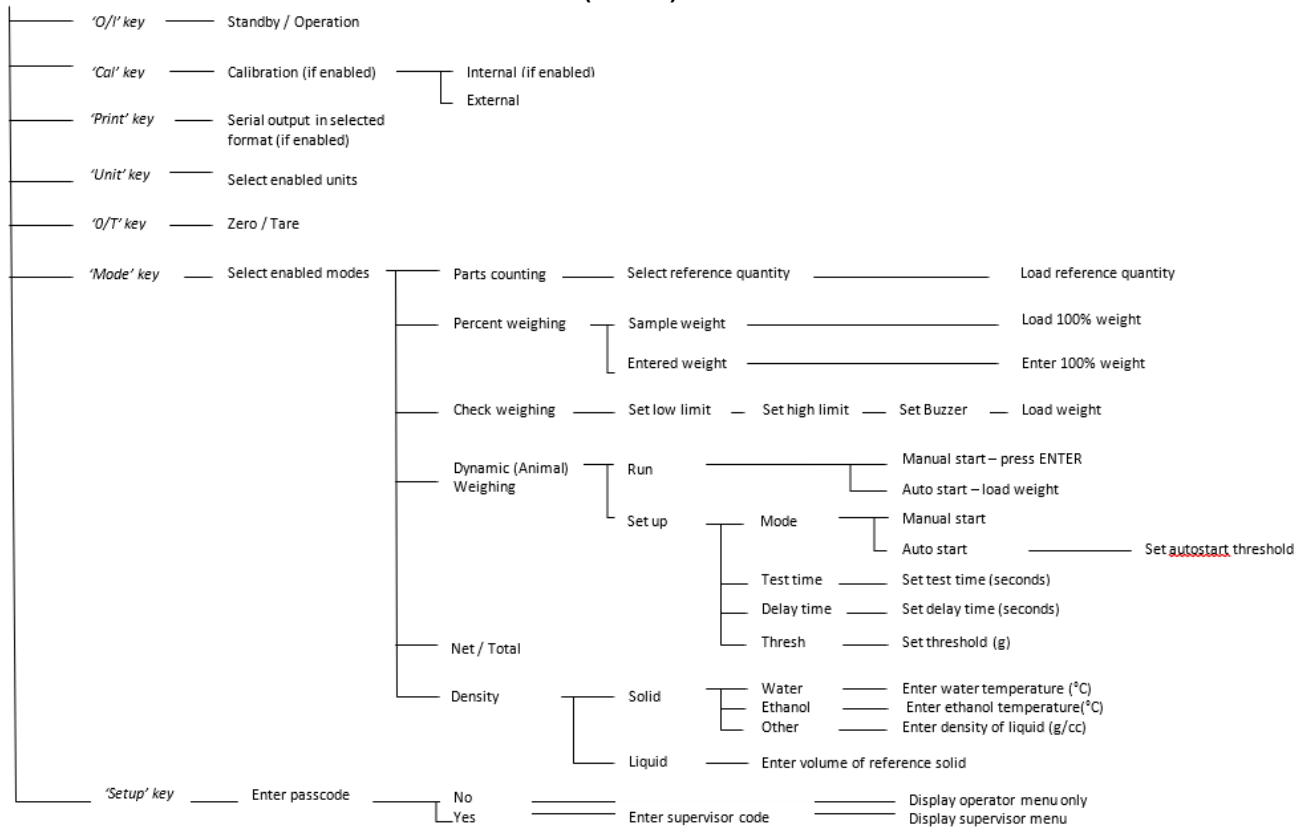 'O/I' key Standby / Operation
'Cal' key Calibration (if enabled) Internal (if enabled)
External
'Print' key Serial output in selected
format (if enabled)
'Unit' key Select enabled units
'0/T' key Zero / Tare
'Mode' key Select enabled modes Parts counting Select reference quantity Load reference quantity
Percent weighing Sample weight Load 100% weight
Entered weight Enter 100% weight
Check weighing Set low limit Set high limit Set Buzzer Load weight
Dynamic (Animal)
Weighing
Run Manual start – press ENTER
Auto start – load weight
Set up Mode Manual start
Auto start Set autostart threshold
Test time Set test time (seconds)
Delay time Set delay time (seconds)
Thresh Set threshold (g)
Net / Total
Density Solid Water Enter water temperature (°C)
Ethanol Enter ethanol temperature(°C)
Other Enter density of liquid (g/cc)
Liquid Enter volume of reference solid
'Setup' key Enter passcode No Display operator menu only
Yes Enter supervisor code Display supervisor menu